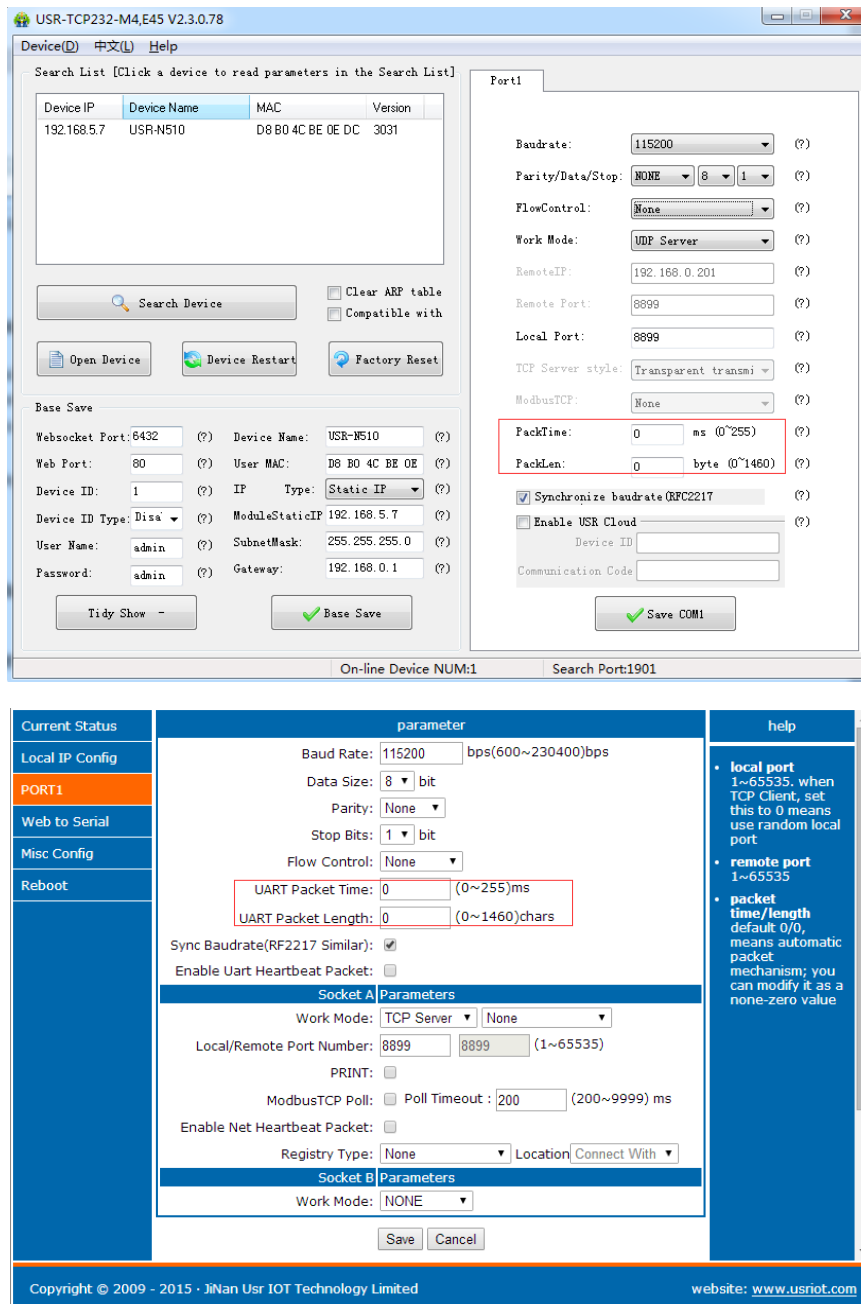 USR-TCP232-M4,E45 V2.3.0.78
Device(D) 中文(L) Help
Search List [Click a device to read parameters in the Search List]
Device IP Device Name MAC Version
192.168.5.7 USR-N510 D8 B0 4C BE 0E DC 3031
Search Device
Clear ARP table
Compatible with
Open Device
Device Restart
Factory Reset
Base Save
Websocket Port: 6432 (?) Device Name: USR-N510 (?)
Web Port: 80 (?) User MAC: D8 B0 4C BE 0E (?)
Device ID: 1 (?) IP Type: Static IP (?)
Device ID Type: Disa (?) ModuleStaticIP 192.168.5.7 (?)
User Name: admin (?) SubnetMask: 255.255.255.0 (?)
Password: admin (?) Gateway: 192.168.0.1 (?)
Tidy Show -
Base Save
Port1
Baudrate: 115200 (?)
Parity/Data/Stop: NONE 8 1 (?)
FlowControl: None (?)
Work Mode: UDP Server (?)
RemoteIP: 192.168.0.201 (?)
Remote Port: 8899 (?)
Local Port: 8899 (?)
TCP Server style: Transparent transmi (?)
ModbusTCP: None (?)
PackTime: 0 ms (0~255) (?)
PackLen: 0 byte (0~1460) (?)
Synchronize baudrate(RFC2217 (?)
Enable USR Cloud (?)
Device ID
Communication Code
Save COM1
On-line Device NUM:1 Search Port:1901
Current Status
Local IP Config
PORT1
Web to Serial
Misc Config
Reboot
parameter
Baud Rate: 115200 bps(600~230400)bps
Data Size: 8 bit
Parity: None
Stop Bits: 1 bit
Flow Control: None
UART Packet Time: 0 (0~255)ms
UART Packet Length: 0 (0~1460)chars
Sync Baudrate(RF2217 Similar):
Enable Uart Heartbeat Packet:
Socket A Parameters
Work Mode: TCP Server None
Local/Remote Port Number: 8899 8899 (1~65535)
PRINT:
ModbusTCP Poll: Poll Timeout : 200 (200~9999) ms
Enable Net Heartbeat Packet:
Registry Type: None Location Connect With
Socket B Parameters
Work Mode: NONE
Save Cancel
help
• local port
1~65535. when
TCP Client, set
this to 0 means
use random local
port
• remote port
1~65535
• packet
time/length
default 0/0,
means automatic
packet
mechanism; you
can modify it as a
none-zero value
Copyright © 2009 - 2015 · JiNan Usr IOT Technology Limited website: www.usriot.com